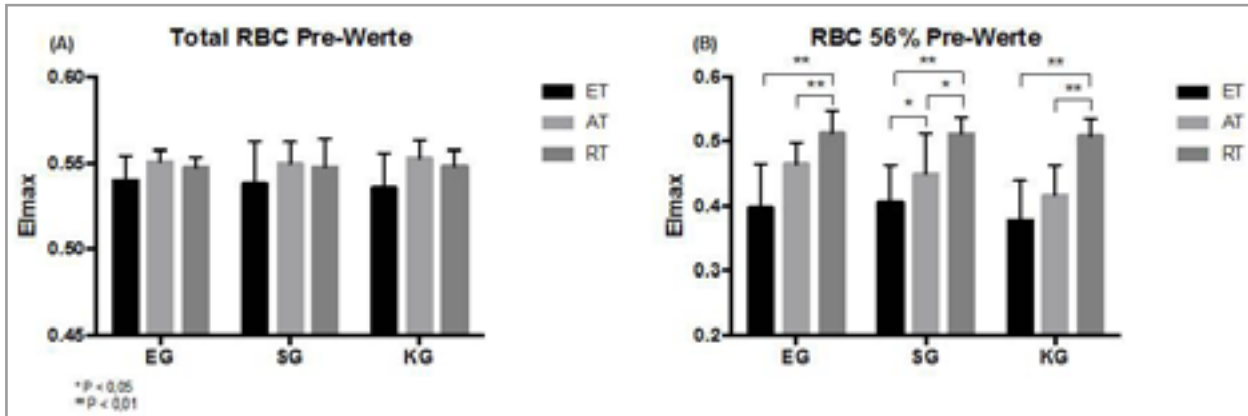 (A) Total RBC Pre-Werte
0.60
0.55
0.50
0.45
EImax
EG SG KG
ET
AT
RT
* P < 0,05
** P < 0,01
(B) RBC 56% Pre-Werte
0.6
0.5
0.4
0.3
0.2
EImax
** ** **
** * * **
EG SG KG
ET
AT
RT